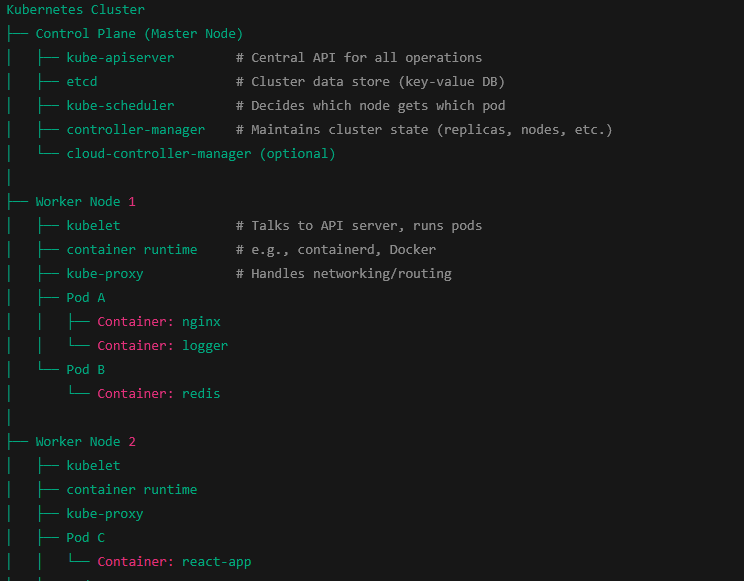 Kubernetes Cluster
├── Control Plane (Master Node)
│   ├── kube-apiserver        # Central API for all operations
│   ├── etcd                  # Cluster data store (key-value DB)
│   ├── kube-scheduler        # Decides which node gets which pod
│   ├── controller-manager    # Maintains cluster state (replicas, nodes, etc.)
│   └── cloud-controller-manager (optional)
│
├── Worker Node 1
│   ├── kubelet               # Talks to API server, runs pods
│   ├── container runtime     # e.g., containerd, Docker
│   ├── kube-proxy            # Handles networking/routing
│   ├── Pod A
│   │   ├── Container: nginx
│   │   └── Container: logger
│   └── Pod B
│       └── Container: redis
│
├── Worker Node 2
│   ├── kubelet
│   ├── container runtime
│   ├── kube-proxy
│   ├── Pod C
│   │   └── Container: react-app